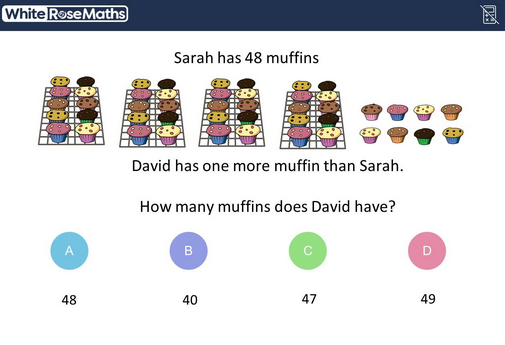 White Rose Maths
Sarah has 48 muffins
David has one more muffin than Sarah.
How many muffins does David have?
A B C D
48 40 47 49